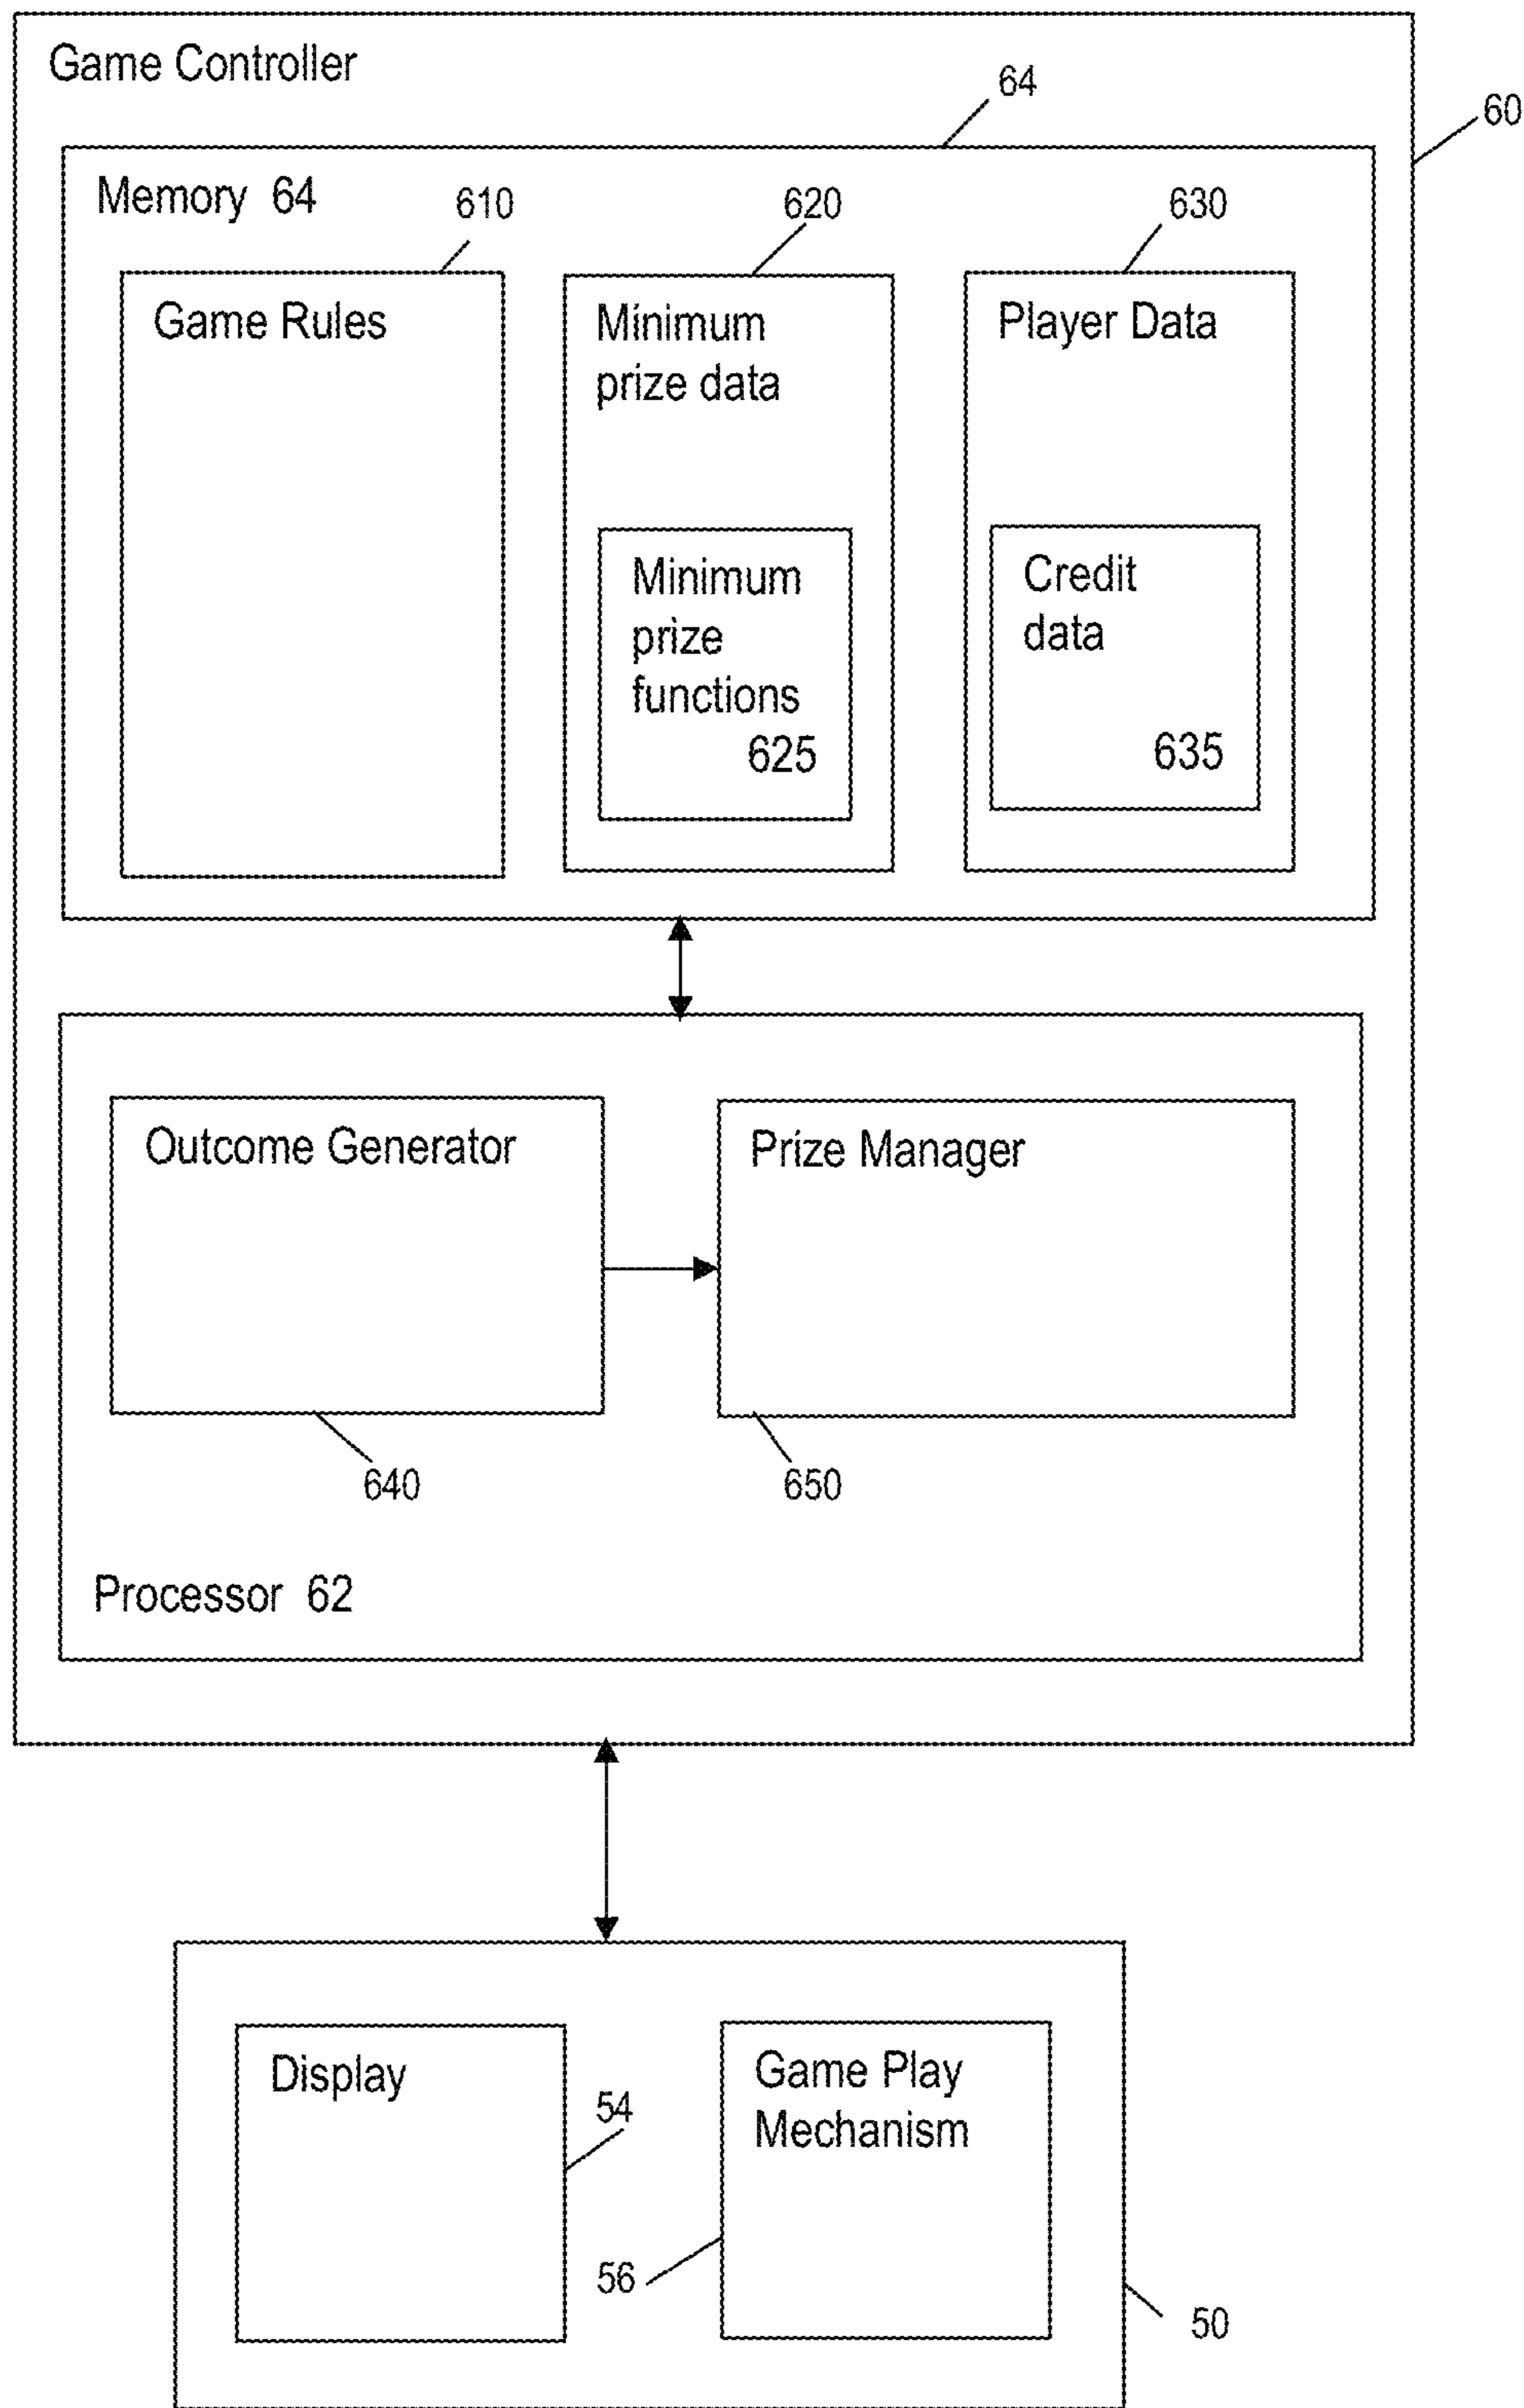 Game Controller
64
60
Memory 64
610
620
630
Game Rules
Minimum
prize data
Player Data
Minimum
prize
functions
625
Credit
data
635
Outcome Generator
Prize Manager
640
650
Processor 62
Display
54
Game Play
Mechanism
56
50